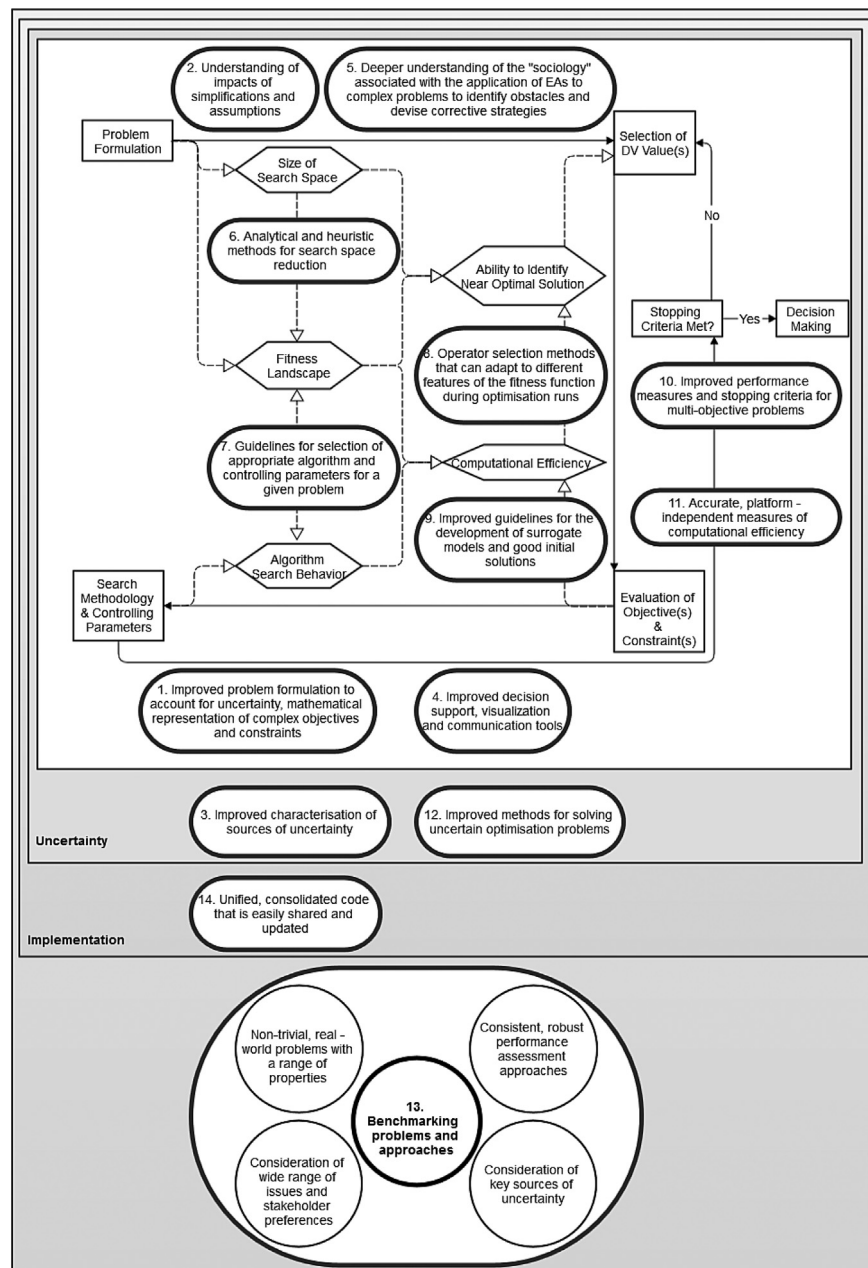 2. Understanding of
impacts of
simplifications and
assumptions
5. Deeper understanding of the "sociology"
associated with the application of EAs to
complex problems to identify obstacles and
devise corrective strategies
Problem
Formulation
Selection of
DV Value(s)
Size of
Search Space
No
6. Analytical and heuristic
methods for search space
reduction
Ability to Identify
Near Optimal Solution
Stopping
Criteria Met?
Yes
Decision
Making
Fitness
Landscape
8. Operator selection methods
that can adapt to different
features of the fitness function
during optimisation runs
10. Improved performance
measures and stopping criteria for
multi-objective problems
7. Guidelines for selection of
appropriate algorithm and
controlling parameters for a
given problem
Computational Efficiency
9. Improved guidelines for the
development of surrogate
models and good initial
solutions
11. Accurate, platform -
independent measures of
computational efficiency
Algorithm
Search Behavior
Search
Methodology
& Controlling
Parameters
Evaluation of
Objective(s)
&
Constraint(s)
1. Improved problem formulation to
account for uncertainty, mathematical
representation of complex objectives
and constraints
4. Improved decision
support, visualization
and communication tools
3. Improved characterisation of
sources of uncertainty
12. Improved methods for solving
uncertain optimisation problems
Uncertainty
14. Unified, consolidated code
that is easily shared and
updated
Implementation
Non-trivial, real -
world problems with
a range of
properties
Consistent, robust
performance
assessment
approaches
13.
Benchmarking
problems and
approaches
Consideration of
wide range of
issues and
stakeholder
preferences
Consideration of
key sources of
uncertainty